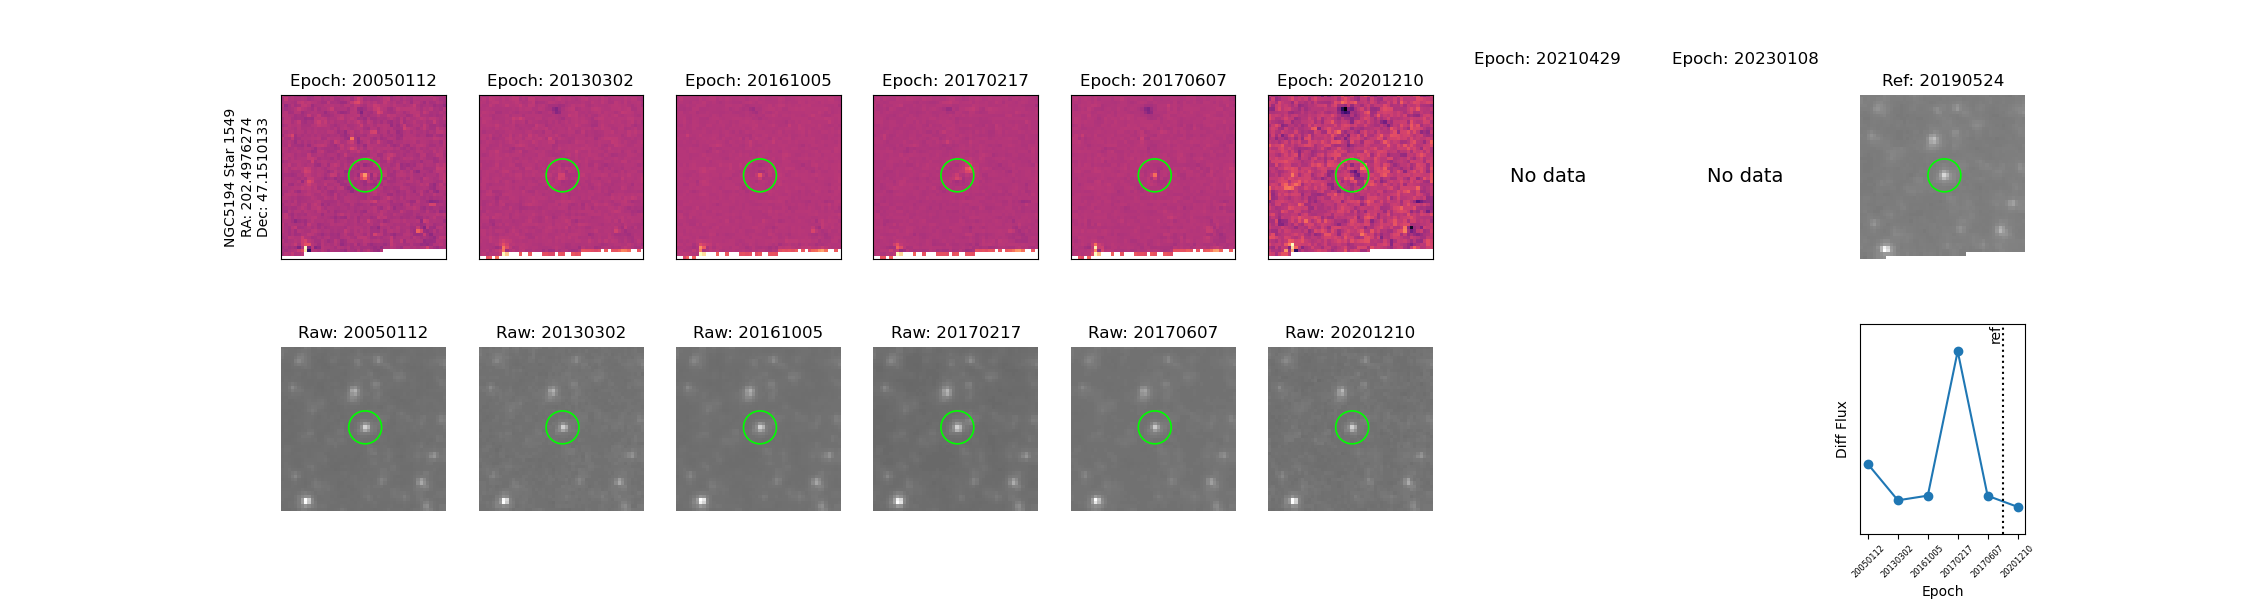 Epoch: 20050112
Epoch: 20130302
Epoch: 20161005
Epoch: 20170217
Epoch: 20170607
Epoch: 20201210
Epoch: 20210429
Epoch: 20230108
Ref: 20190524
NGC5194 Star 1549
RA: 202.4976274
Dec: 47.1510133
No data
No data
Raw: 20050112
Raw: 20130302
Raw: 20161005
Raw: 20170217
Raw: 20170607
Raw: 20201210
ref
Diff Flux
20050112
20130302
20161005
20170217
20170607
20201210
Epoch